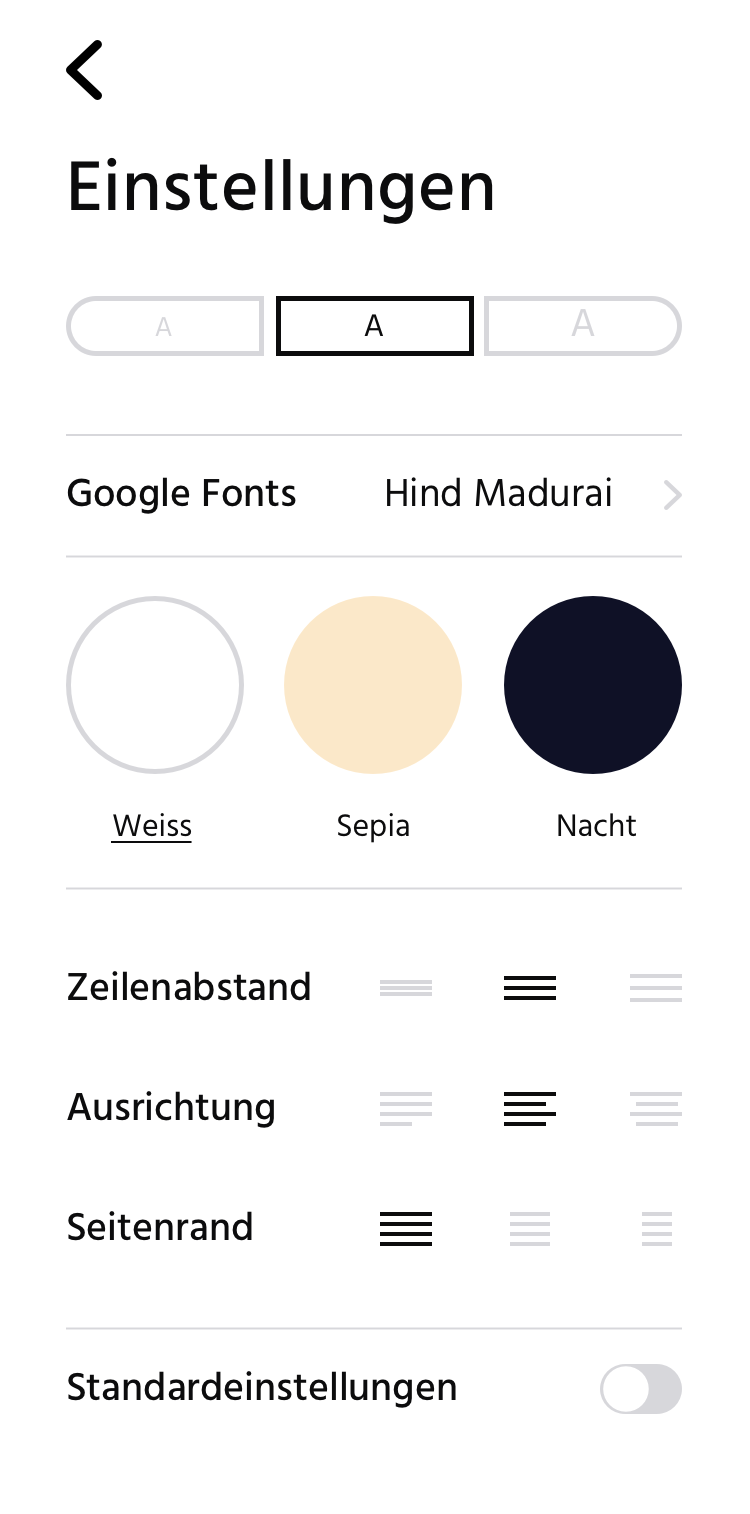 Einstellungen
A A A
Google Fonts Hind Madurai
Weiss Sepia Nacht
Zeilenabstand
Ausrichtung
Seitenrand
Standardeinstellungen